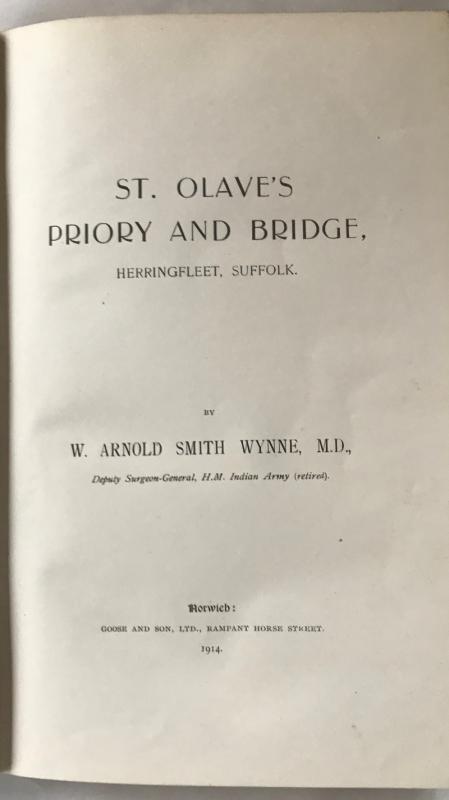 ST. OLAVE'S
PRIORY AND BRIDGE,
HERRINGFLEET, SUFFOLK.
BY
W. ARNOLD SMITH WYNNE, M.D.,
Deputy Surgeon-General, H.M. Indian Army (retired).
Norwich:
GOOSE AND SON, LTD., RAMPANT HORSE STREET.
1914.